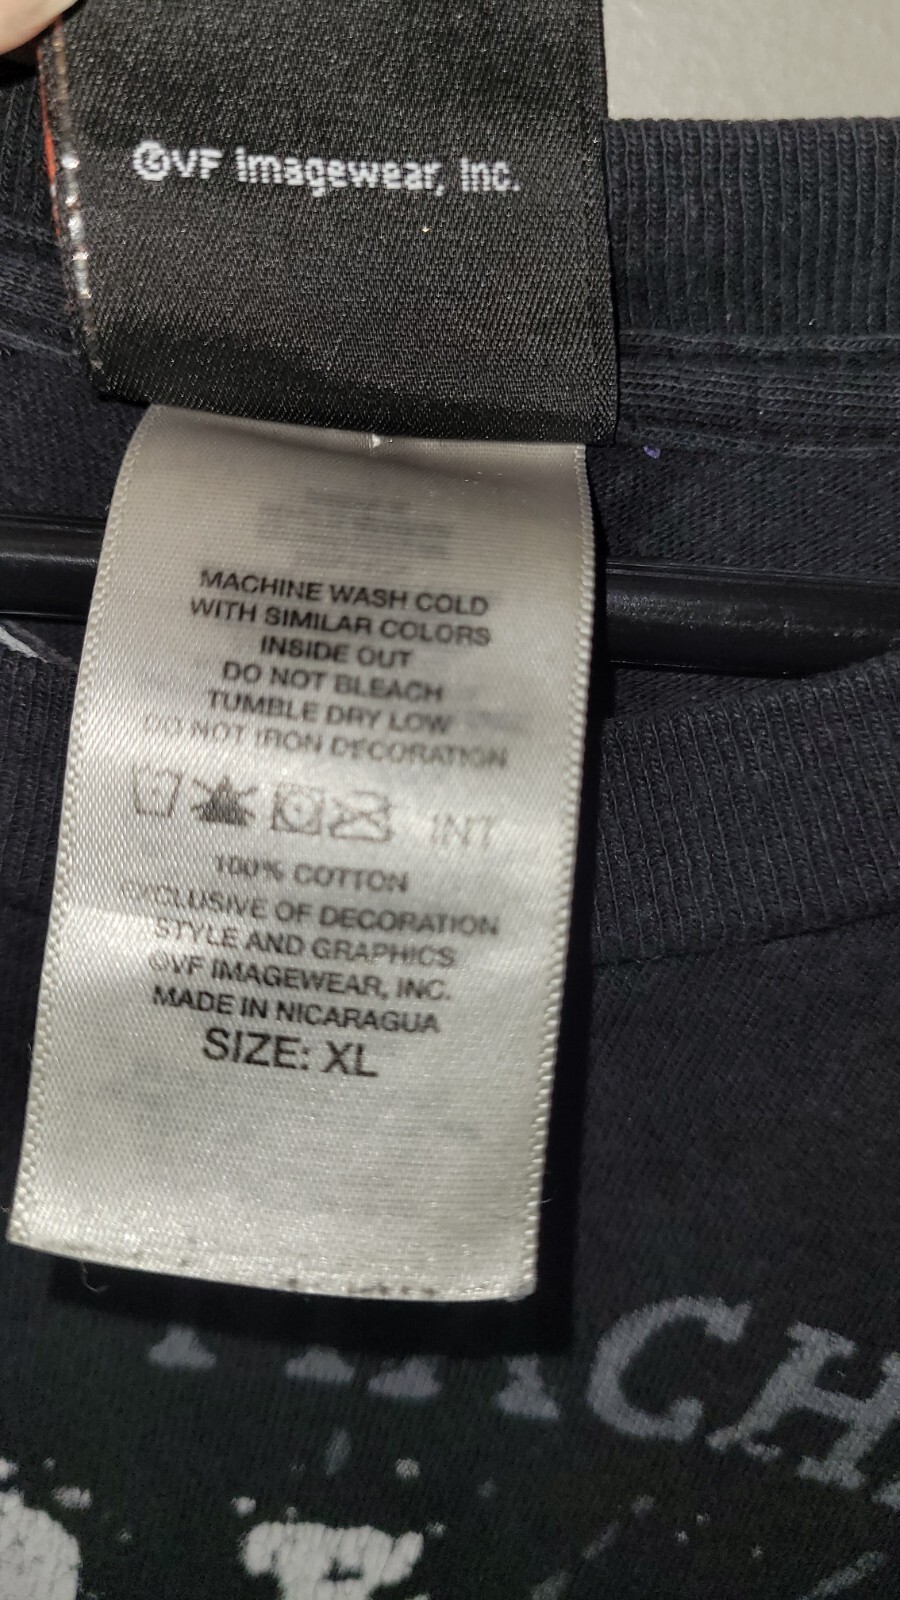 ©VF Imagewear, Inc.
MACHINE WASH COLD
WITH SIMILAR COLORS
INSIDE OUT
DO NOT BLEACH
TUMBLE DRY LOW
DO NOT IRON DECORATION
INT
100% COTTON
EXCLUSIVE OF DECORATION
STYLE AND GRAPHICS
©VF IMAGEWEAR, INC.
MADE IN NICARAGUA
SIZE: XL